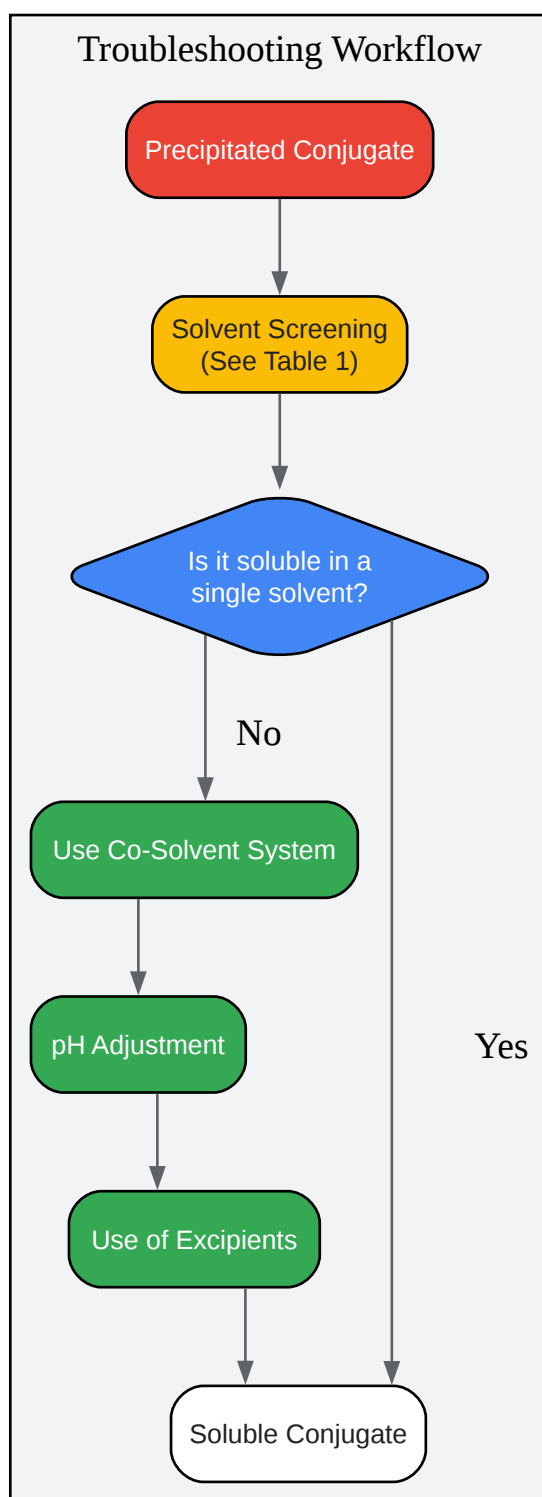 Troubleshooting Workflow
Precipitated Conjugate
Solvent Screening
(See Table 1)
Is it soluble in a
single solvent?
No
Use Co-Solvent System
pH Adjustment
Yes
Use of Excipients
Soluble Conjugate